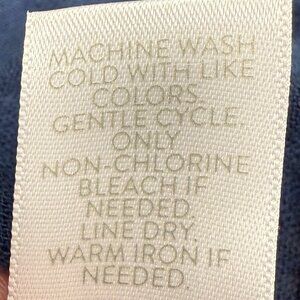 MACHINE WASH
COLD WITH LIKE
COLORS.
GENTLE CYCLE.
ONLY
NON-CHLORINE
BLEACH IF
NEEDED.
LINE DRY,
WARM IRON IF
NEEDED.